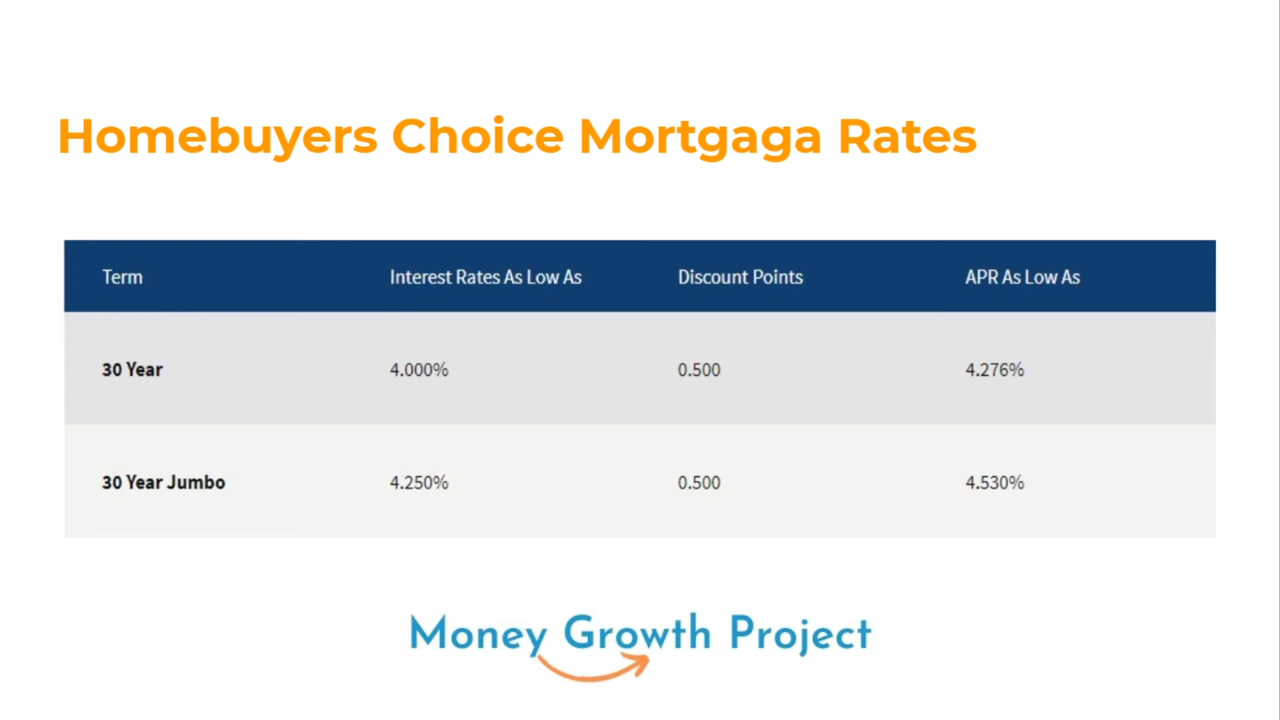 Homebuyers Choice Mortgaga Rates
Term Interest Rates As Low As Discount Points APR As Low As
30 Year 4.000% 0.500 4.276%
30 Year Jumbo 4.250% 0.500 4.530%
Money Growth Project